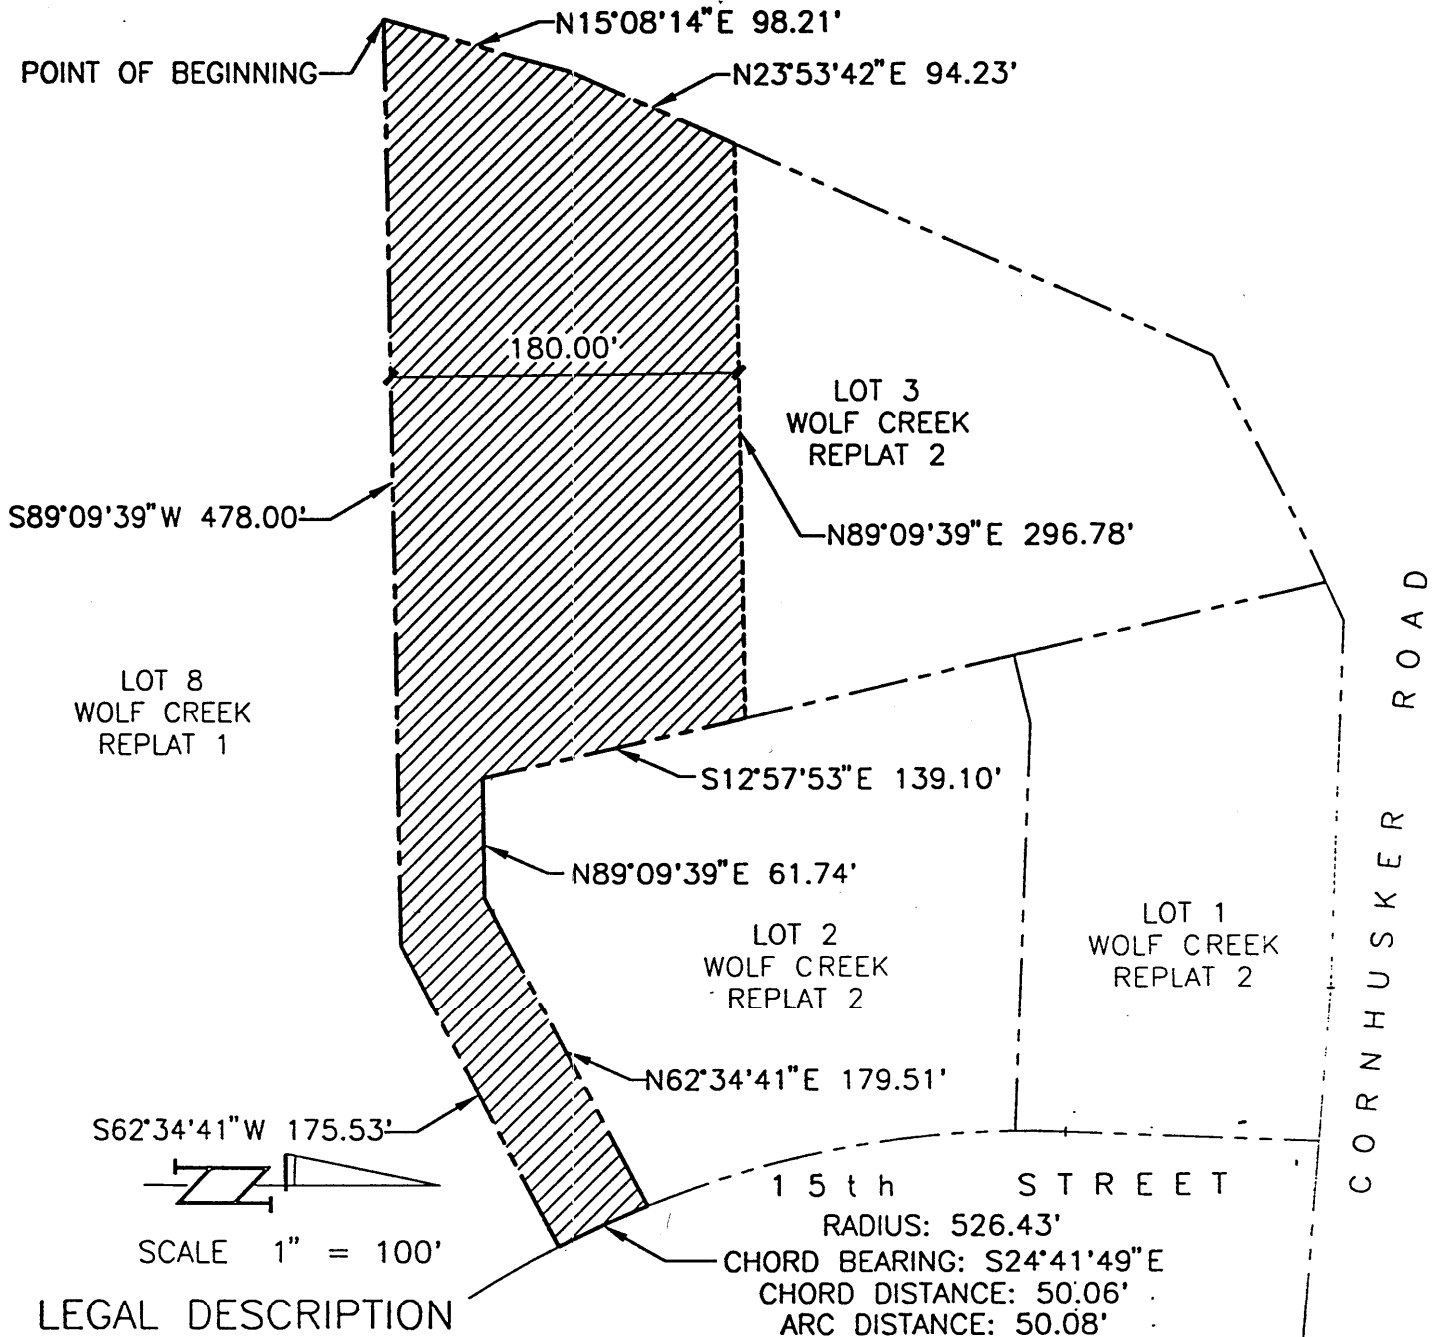 N15°08'14"E 98.21'
POINT OF BEGINNING
N23°53'42"E 94.23'
180.00'
LOT 3
WOLF CREEK
REPLAT 2
S89°09'39"W 478.00'
N89°09'39"E 296.78'
LOT 8
WOLF CREEK
REPLAT 1
S12°57'53"E 139.10'
N89°09'39"E 61.74'
LOT 2
WOLF CREEK
REPLAT 2
LOT 1
WOLF CREEK
REPLAT 2
CORNHUSKER ROAD
N62°34'41"E 179.51'
S62°34'41"W 175.53'
N
15th STREET
RADIUS: 526.43'
CHORD BEARING: S24°41'49"E
CHORD DISTANCE: 50.06'
ARC DISTANCE: 50.08'
SCALE 1" = 100'
LEGAL DESCRIPTION